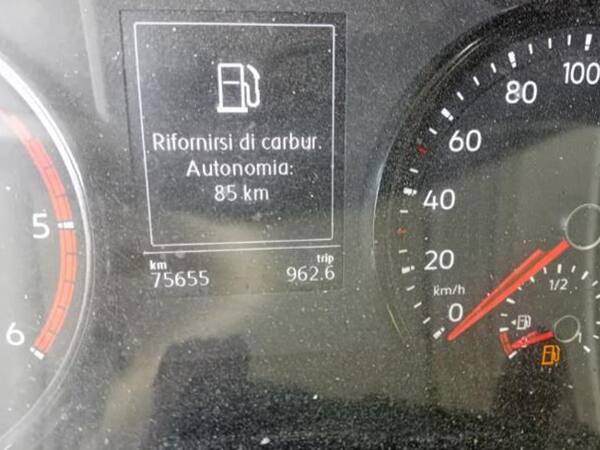 Rifornirsi di carbur.
Autonomia:
85 km
km
75655
trip
962.6
5
6
100
80
60
40
20
km/h
0
1/2